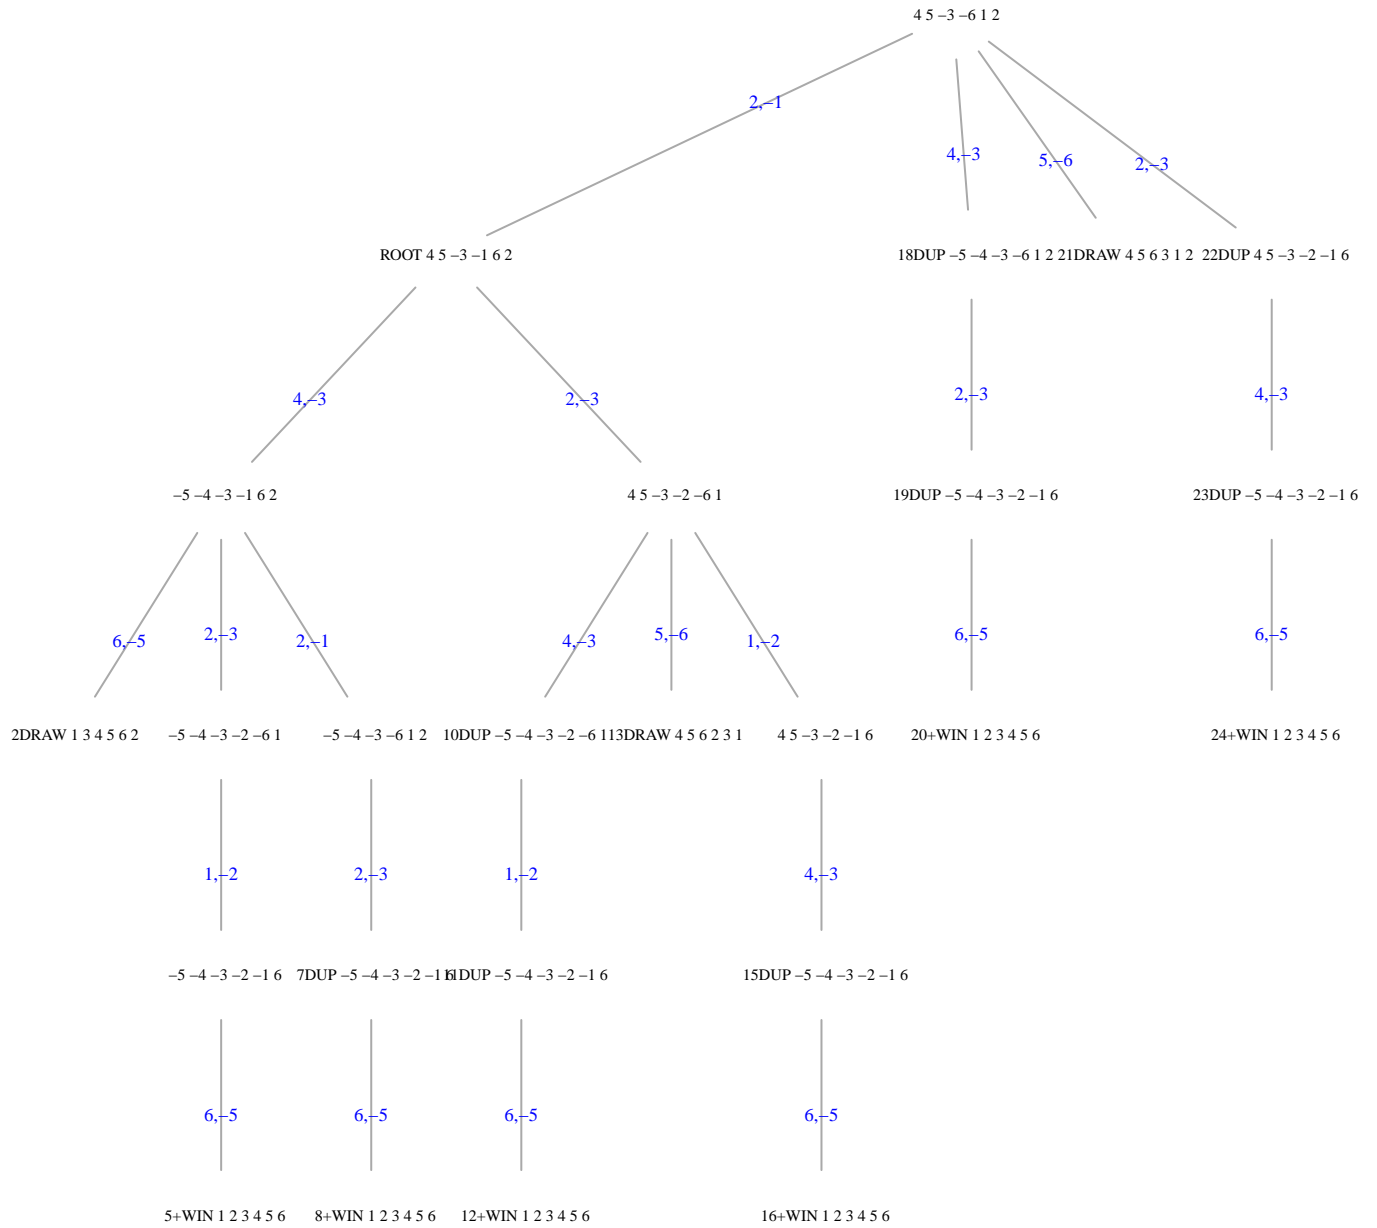 4 5 −3 −6 1 2
2,−1
4,−3
5,−6
2,−3
ROOT 4 5 −3 −1 6 2
18DUP −5 −4 −3 −6 1 2
21DRAW 4 5 6 3 1 2
22DUP 4 5 −3 −2 −1 6
4,−3
2,−3
2,−3
4,−3
−5 −4 −3 −1 6 2
4 5 −3 −2 −6 1
19DUP −5 −4 −3 −2 −1 6
23DUP −5 −4 −3 −2 −1 6
6,−5
2,−3
2,−1
4,−3
5,−6
1,−2
6,−5
6,−5
2DRAW 1 3 4 5 6 2
−5 −4 −3 −2 −6 1
−5 −4 −3 −6 1 2
10DUP −5 −4 −3 −2 −6 1
13DRAW 4 5 6 2 3 1
4 5 −3 −2 −1 6
20+WIN 1 2 3 4 5 6
24+WIN 1 2 3 4 5 6
1,−2
2,−3
1,−2
4,−3
−5 −4 −3 −2 −1 6
7DUP −5 −4 −3 −2 −1 6
11DUP −5 −4 −3 −2 −1 6
15DUP −5 −4 −3 −2 −1 6
6,−5
6,−5
6,−5
6,−5
5+WIN 1 2 3 4 5 6
8+WIN 1 2 3 4 5 6
12+WIN 1 2 3 4 5 6
16+WIN 1 2 3 4 5 6